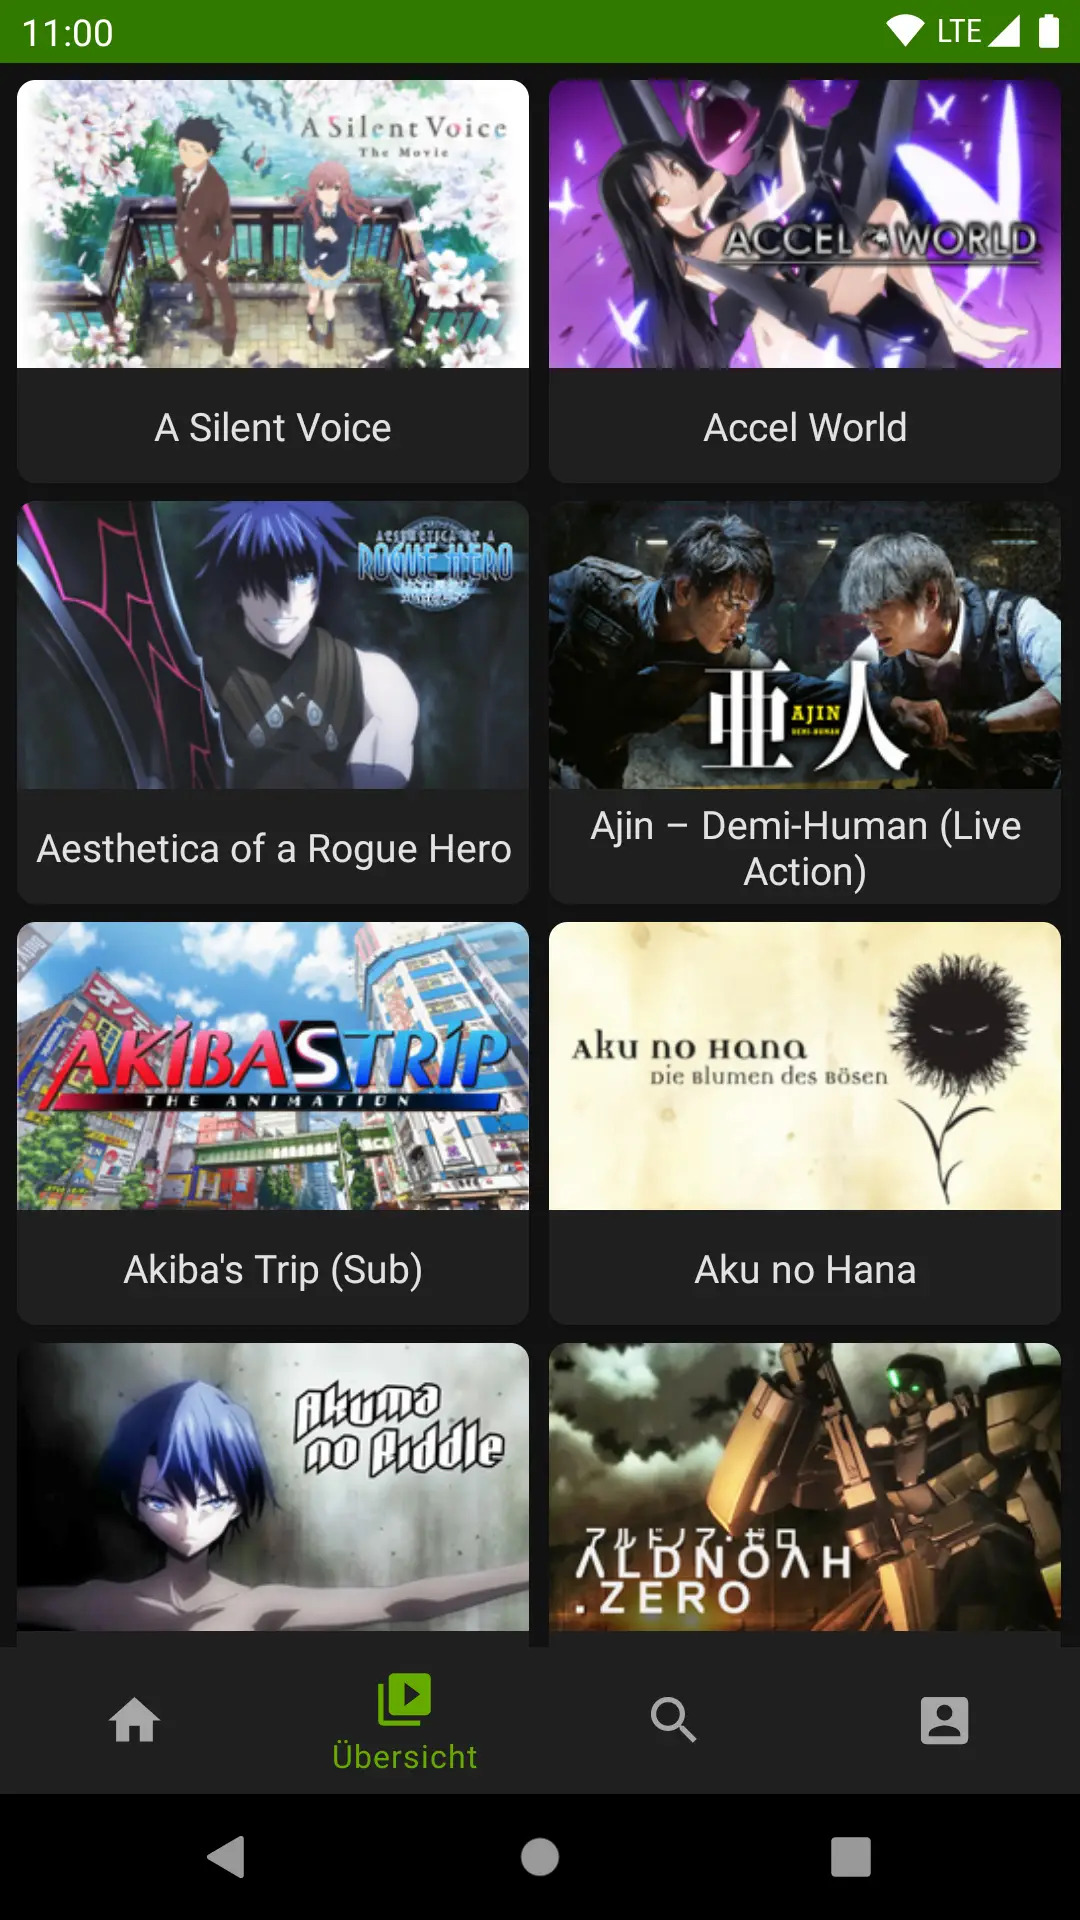 11:00
LTE
A Silent Voice
The Movie
ACCEL WORLD
A Silent Voice
Accel World
AESTHETICA OF A
ROGUE HERO
亜人
AJIN
DEMI-HUMAN
Aesthetica of a Rogue Hero
Ajin – Demi-Human (Live
Action)
AKIBA'S TRIP
THE ANIMATION
Aku no Hana
Die Blumen des Bösen
Akiba's Trip (Sub)
Aku no Hana
Akuma
no Riddle
アルドノア・ゼロ
ALDNOAH
.ZERO
Übersicht